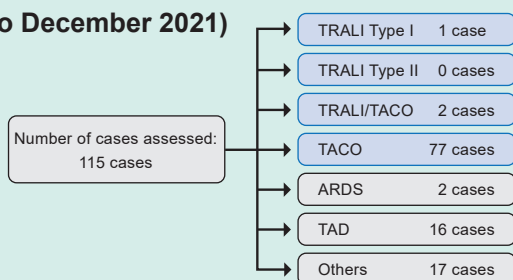 o December 2021)
Number of cases assessed:
115 cases
TRALI Type I 1 case
TRALI Type II 0 cases
TRALI/TACO 2 cases
TACO 77 cases
ARDS 2 cases
TAD 16 cases
Others 17 cases